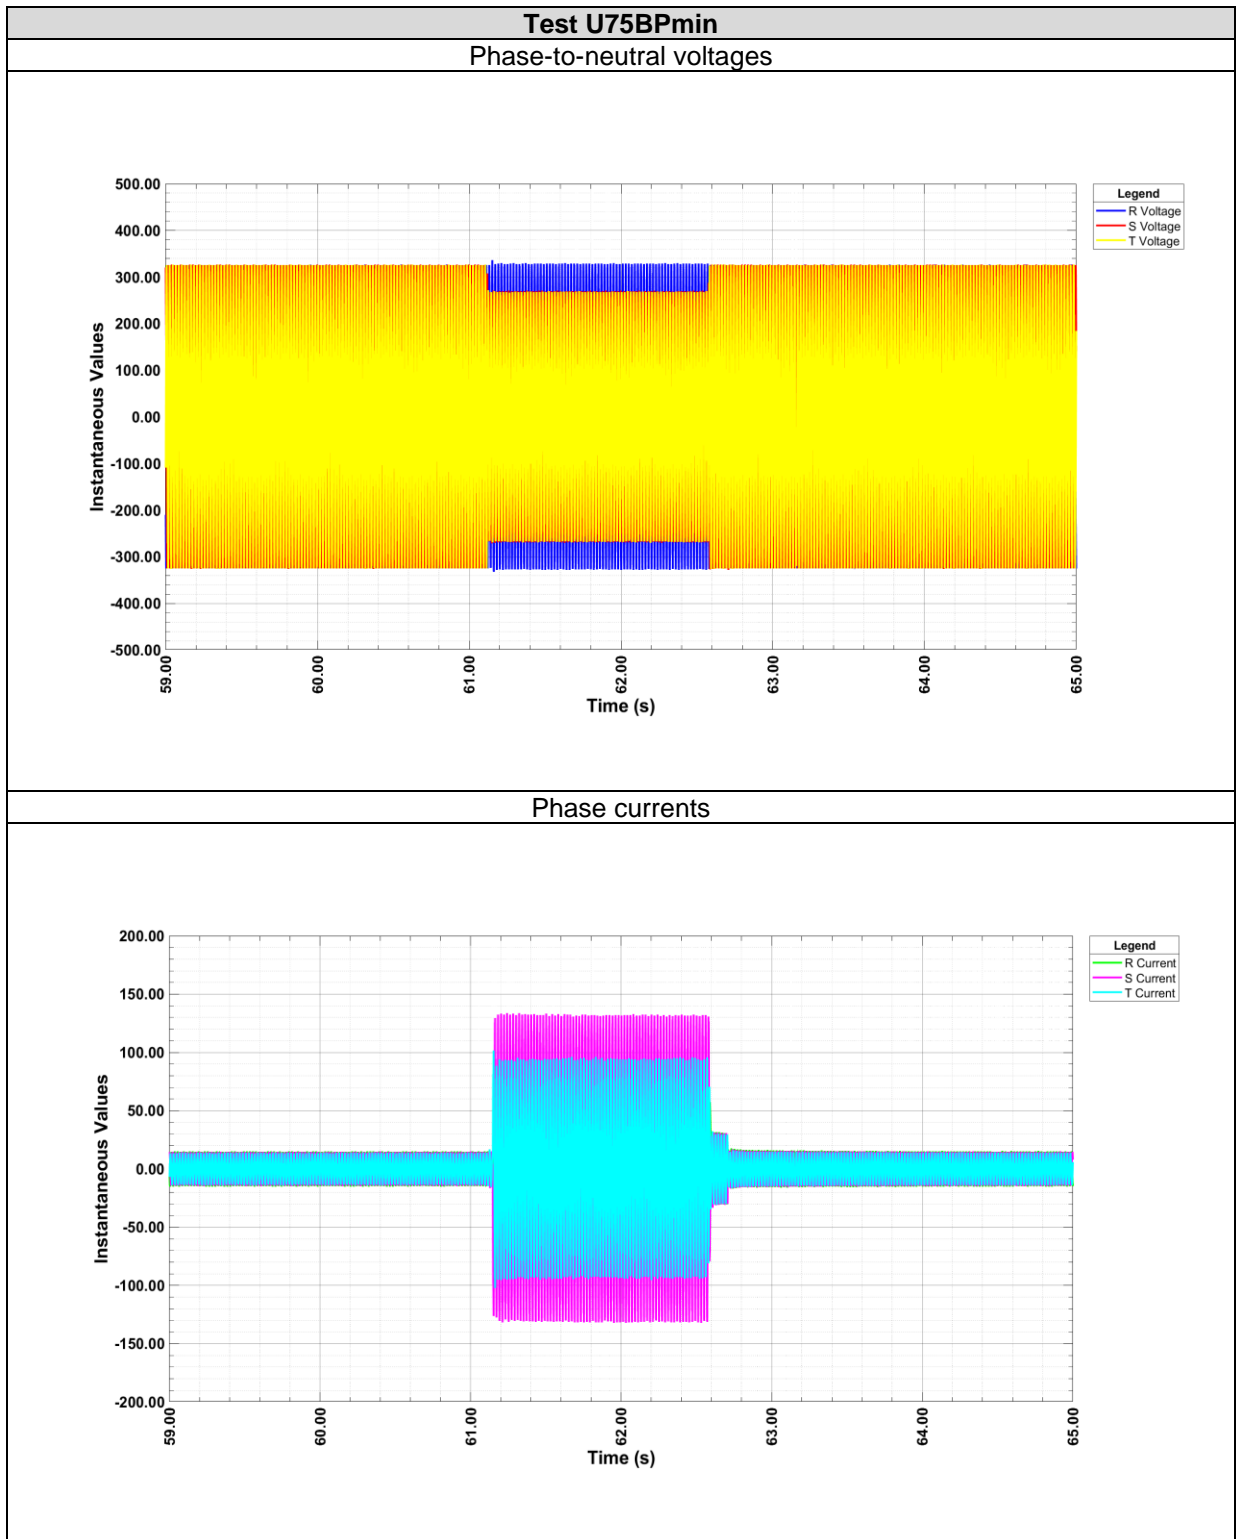 Test U75BPmin
Phase-to-neutral voltages
500.00
400.00
300.00
200.00
100.00
0.00
-100.00
-200.00
-300.00
-400.00
-500.00
Instantaneous Values
59.00 60.00 61.00 62.00 63.00 64.00 65.00
Time (s)
Legend
R Voltage
S Voltage
T Voltage
Phase currents
200.00
150.00
100.00
50.00
0.00
-50.00
-100.00
-150.00
-200.00
Instantaneous Values
59.00 60.00 61.00 62.00 63.00 64.00 65.00
Time (s)
Legend
R Current
S Current
T Current